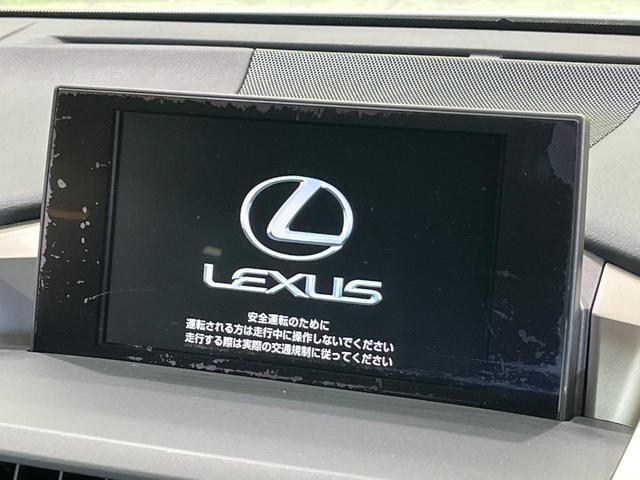 LEXUS
安全運転のために
運転される方は走行中に操作しないでください
走行する際は実際の交通規制に従ってください